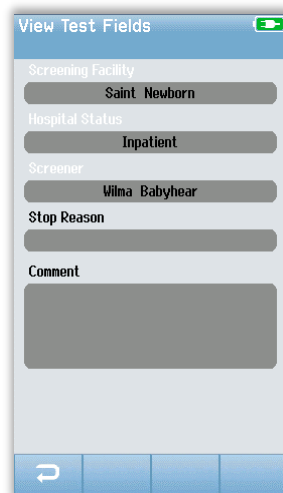 View Test Fields
Screening Facility
Saint Newborn
Hospital Status
Inpatient
Screener
Wilma Babyhear
Stop Reason
Comment